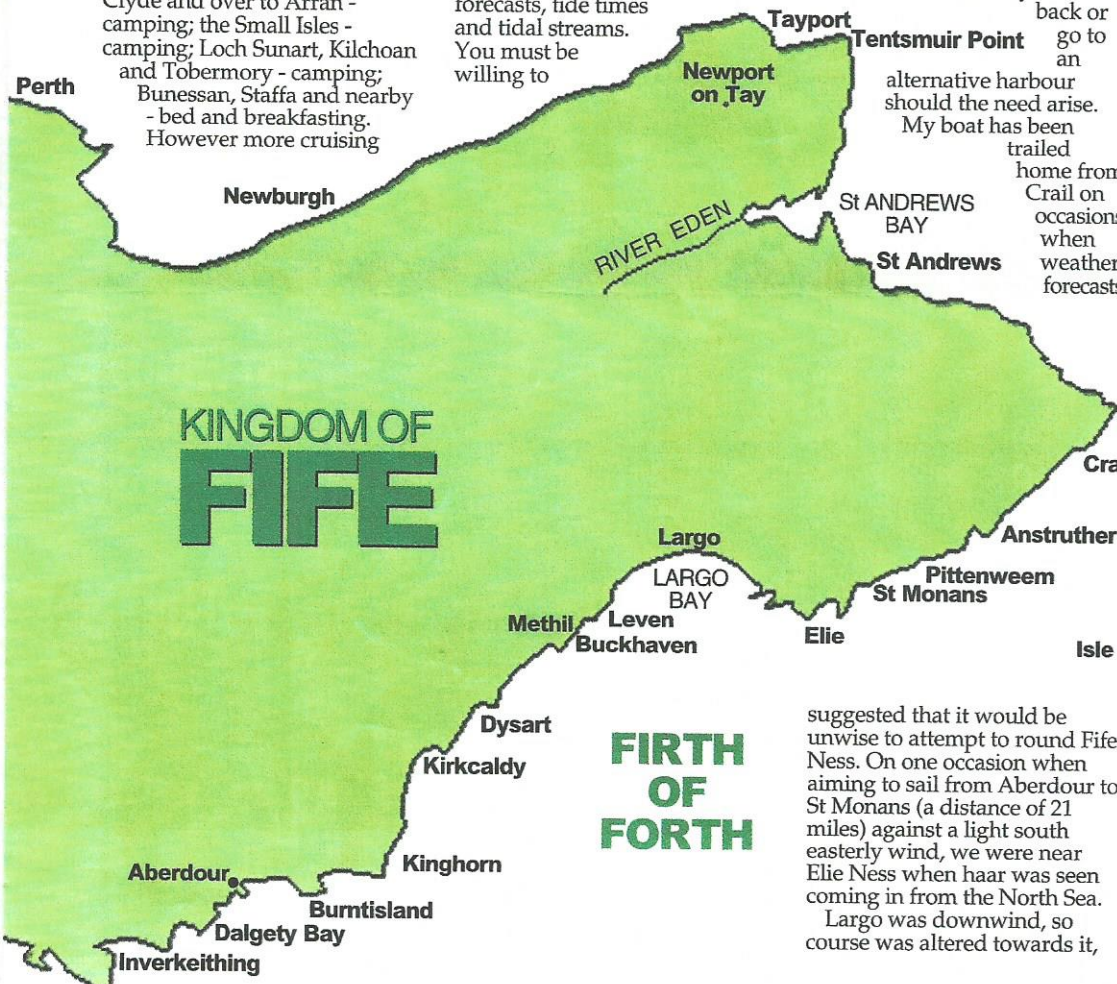 Clyde and over to Arran -
camping; the Small Isles -
camping; Loch Sunart, Kilchoan
and Tobermory - camping;
Bunessan, Staffa and nearby
- bed and breakfasting.
However more cruising
forecasts, tide times
and tidal streams.
You must be
willing to
back or
go to
an
alternative harbour
should the need arise.
My boat has been
trailed
home from
Crail on
occasions
when
weather
forecasts
Perth
Newburgh
Tayport
Tentsmuir Point
Newport
on Tay
RIVER EDEN
St ANDREWS
BAY
St Andrews
KINGDOM OF
FIFE
Cra
Anstruther
Pittenweem
St Monans
Elie
Isle
Largo
LARGO
BAY
Leven
Methil
Buckhaven
Dysart
Kirkcaldy
Kinghorn
Burntisland
Aberdour
Dalgety Bay
Inverkeithing
FIRTH
OF
FORTH
suggested that it would be
unwise to attempt to round Fife
Ness. On one occasion when
aiming to sail from Aberdour to
St Monans (a distance of 21
miles) against a light south
easterly wind, we were near
Elie Ness when haar was seen
coming in from the North Sea.
Largo was downwind, so
course was altered towards it,